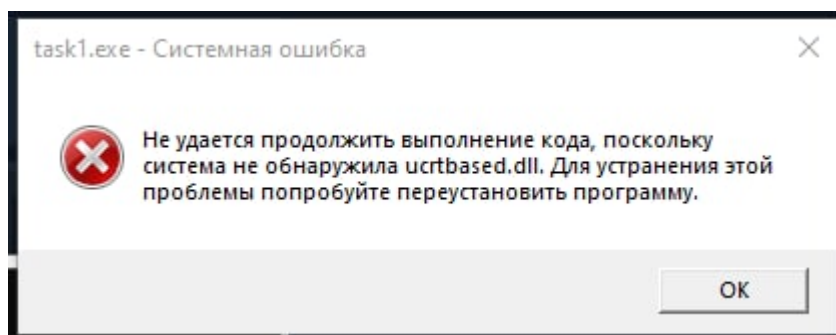 task1.exe - Системная ошибка
Не удается продолжить выполнение кода, поскольку
система не обнаружила ucrtbased.dll. Для устранения этой
проблемы попробуйте переустановить программу.
ОК